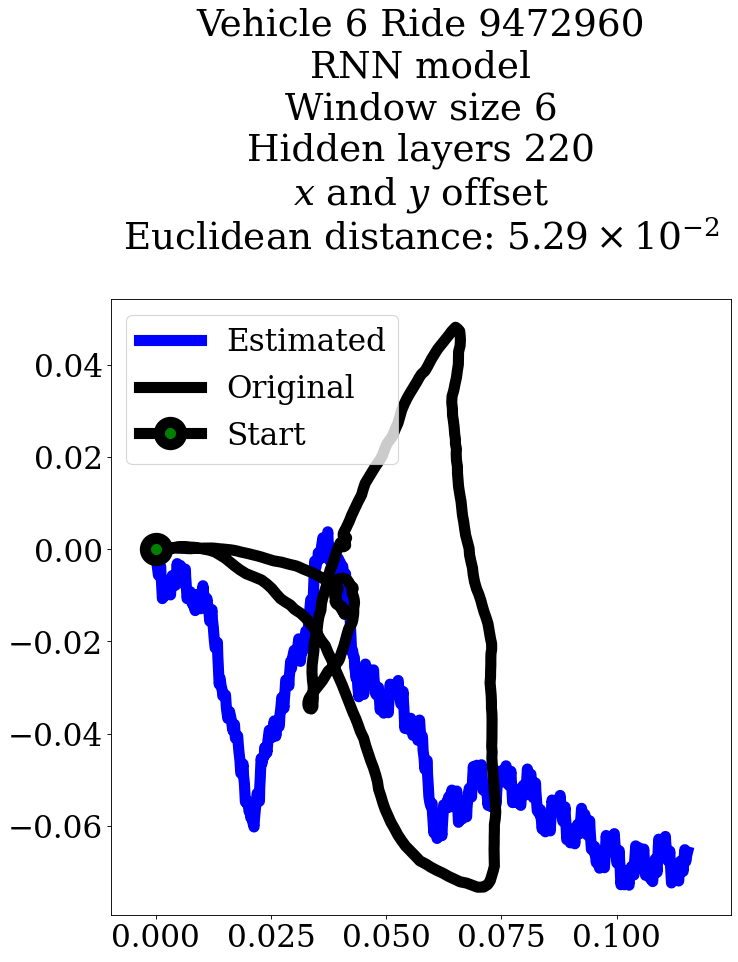 Vehicle 6 Ride 9472960
RNN model
Window size 6
Hidden layers 220
x and y offset
Euclidean distance: 5.29 × 10⁻²
Estimated
Original
Start
0.04
0.02
0.00
−0.02
−0.04
−0.06
0.000 0.025 0.050 0.075 0.100